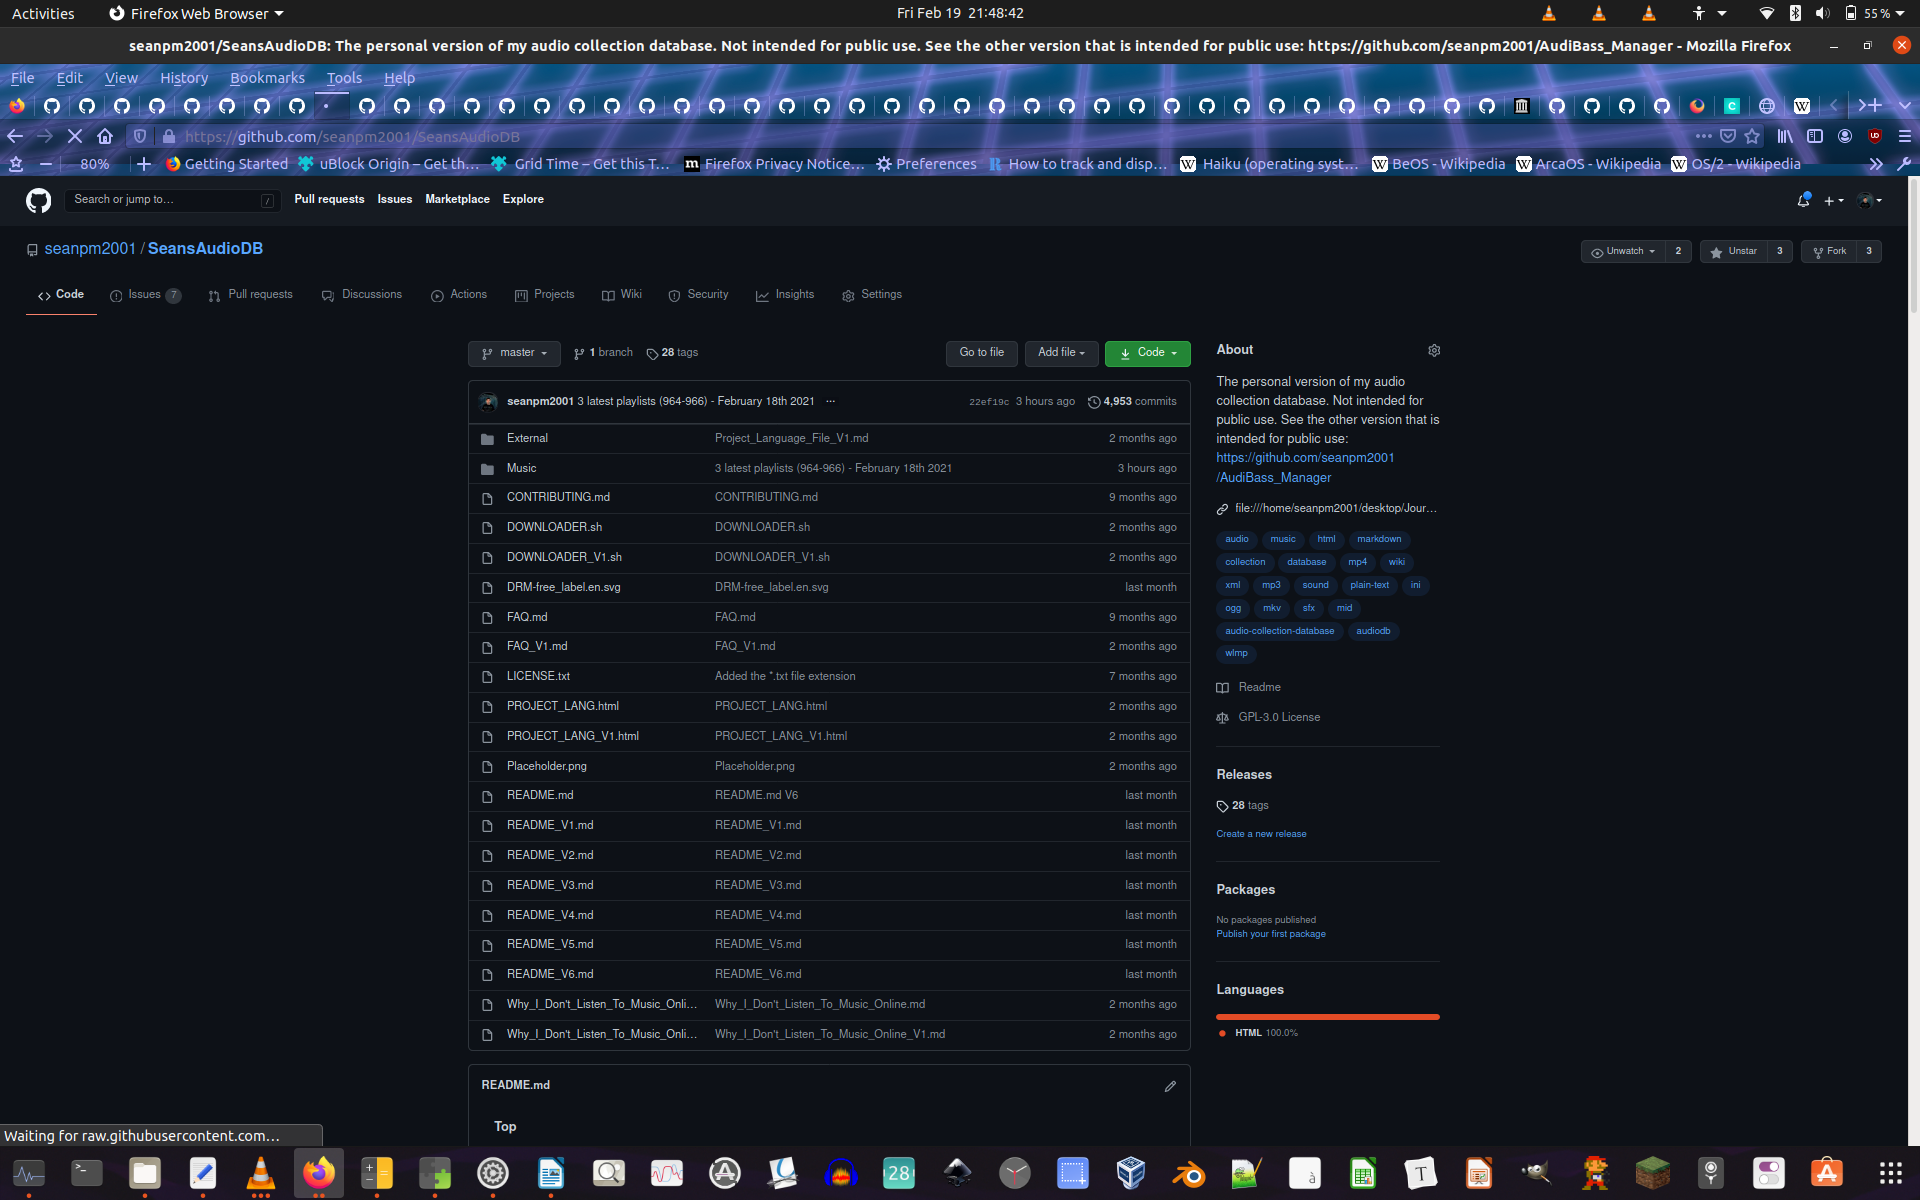 Activities
Firefox Web Browser
Fri Feb 19 21:48:42
55 %
seanpm2001/SeansAudioDB: The personal version of my audio collection database. Not intended for public use. See the other version that is intended for public use: https://github.com/seanpm2001/AudiBass_Manager - Mozilla Firefox
File Edit View History Bookmarks Tools Help
https://github.com/seanpm2001/SeansAudioDB
80%
Getting Started
uBlock Origin – Get th…
Grid Time – Get this T…
Firefox Privacy Notice…
Preferences
How to track and disp…
Haiku (operating syst…
BeOS - Wikipedia
ArcaOS - Wikipedia
OS/2 - Wikipedia
Search or jump to… /
Pull requests Issues Marketplace Explore
seanpm2001 / SeansAudioDB
Unwatch 2
Unstar 3
Fork 3
Code
Issues 7
Pull requests
Discussions
Actions
Projects
Wiki
Security
Insights
Settings
master
1 branch
28 tags
Go to file
Add file
Code
seanpm2001 3 latest playlists (964-966) - February 18th 2021 ...
22ef19c 3 hours ago
4,953 commits
External Project_Language_File_V1.md 2 months ago
Music 3 latest playlists (964-966) - February 18th 2021 3 hours ago
CONTRIBUTING.md CONTRIBUTING.md 9 months ago
DOWNLOADER.sh DOWNLOADER.sh 2 months ago
DOWNLOADER_V1.sh DOWNLOADER_V1.sh 2 months ago
DRM-free_label.en.svg DRM-free_label.en.svg last month
FAQ.md FAQ.md 9 months ago
FAQ_V1.md FAQ_V1.md 2 months ago
LICENSE.txt Added the *.txt file extension 7 months ago
PROJECT_LANG.html PROJECT_LANG.html 2 months ago
PROJECT_LANG_V1.html PROJECT_LANG_V1.html 2 months ago
Placeholder.png Placeholder.png 2 months ago
README.md README.md V6 last month
README_V1.md README_V1.md last month
README_V2.md README_V2.md last month
README_V3.md README_V3.md last month
README_V4.md README_V4.md last month
README_V5.md README_V5.md last month
README_V6.md README_V6.md last month
Why_I_Don't_Listen_To_Music_Onli… Why_I_Don't_Listen_To_Music_Online.md 2 months ago
Why_I_Don't_Listen_To_Music_Onli… Why_I_Don't_Listen_To_Music_Online_V1.md 2 months ago
README.md
Top
About
The personal version of my audio
collection database. Not intended for
public use. See the other version that is
intended for public use:
https://github.com/seanpm2001
/AudiBass_Manager
file:///home/seanpm2001/desktop/Jour…
audio music html markdown
collection database mp4 wiki
xml mp3 sound plain-text ini
ogg mkv sfx mid
audio-collection-database audiodb
wlmp
Readme
GPL-3.0 License
Releases
28 tags
Create a new release
Packages
No packages published
Publish your first package
Languages
HTML 100.0%
Waiting for raw.githubusercontent.com…
28